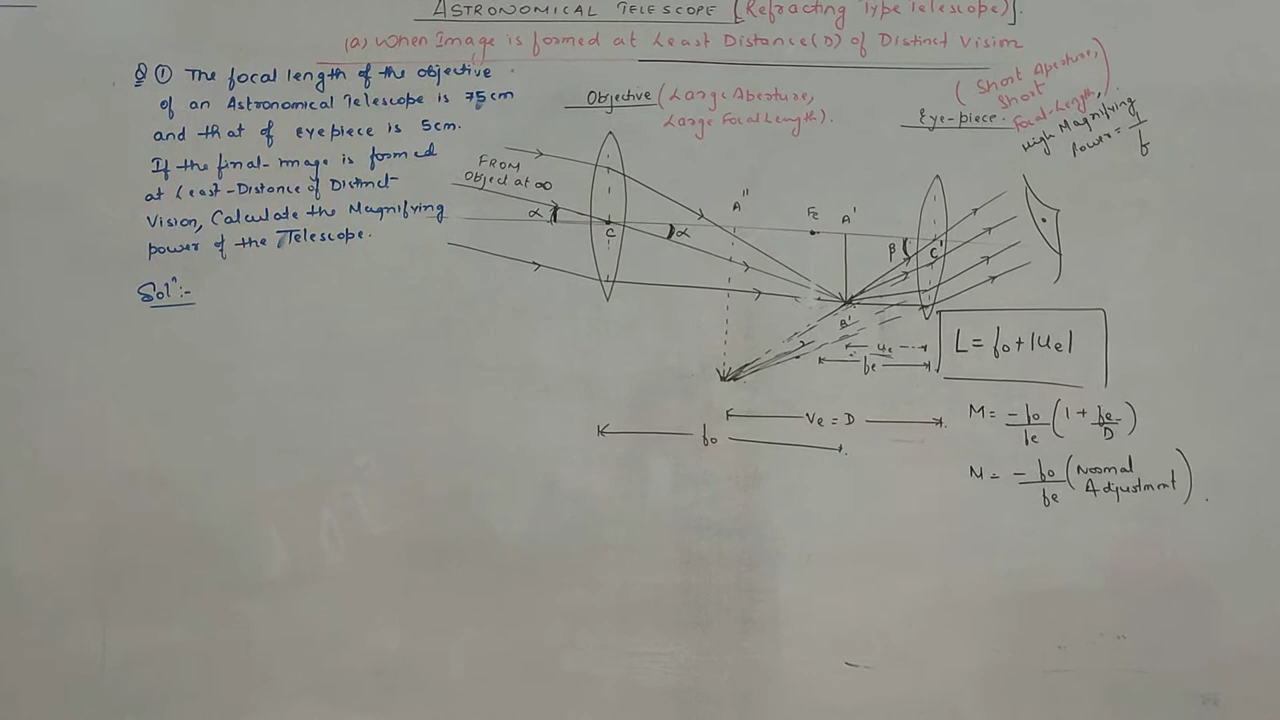 ASTRONOMICAL TELESCOPE [Refracting Type Telescope)].
(a) When Image is formed at Least Distance(D) of Distinct Vision
Q ① The focal length of the objective
of an Astronomical Telescope is 75cm
and that of eyepiece is 5cm.
If the final-image is formed
at Least-Distance of Distinct
Vision, Calculate the Magnifying
power of the Telescope.
Solⁿ:-
Objective (Large Aperture,
Large Focal Length).
(Short Aperture,
Short
Focal-Length,)
Eye-piece.
High Magnifying
Power = 1/f
FROM
Object at ∞
α
C
α
A''
A'
β
C'
B'
ue
fe
L = fo + |ue|
Ve = D
fo
M = -fo/fe (1 + fe/D)
M = -fo/fe (Normal
Adjustment).